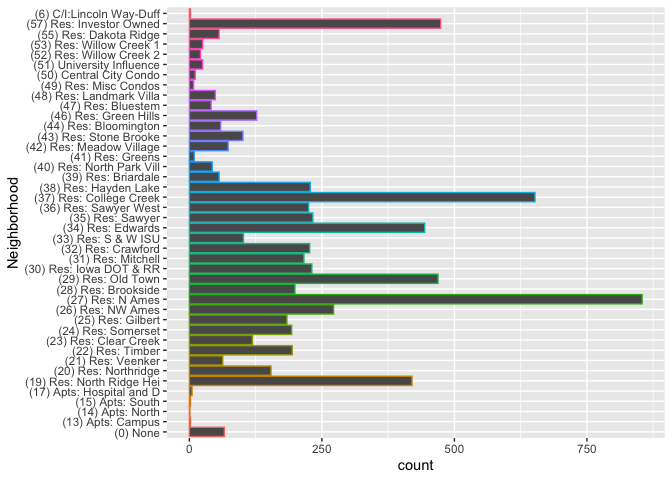 (6) C/I:Lincoln Way-Duff
(57) Res: Investor Owned
(55) Res: Dakota Ridge
(53) Res: Willow Creek 1
(52) Res: Willow Creek 2
(51) University Influence
(50) Central City Condo
(49) Res: Misc Condos
(48) Res: Landmark Villa
(47) Res: Bluestem
(46) Res: Green Hills
(44) Res: Bloomington
(43) Res: Stone Brooke
(42) Res: Meadow Village
(41) Res: Greens
(40) Res: North Park Vill
(39) Res: Briardale
(38) Res: Hayden Lake
(37) Res: College Creek
(36) Res: Sawyer West
(35) Res: Sawyer
(34) Res: Edwards
(33) Res: S & W ISU
(32) Res: Crawford
(31) Res: Mitchell
(30) Res: Iowa DOT & RR
(29) Res: Old Town
(28) Res: Brookside
(27) Res: N Ames
(26) Res: NW Ames
(25) Res: Gilbert
(24) Res: Somerset
(23) Res: Clear Creek
(22) Res: Timber
(21) Res: Veenker
(20) Res: Northridge
(19) Res: North Ridge Hei
(17) Apts: Hospital and D
(15) Apts: South
(14) Apts: North
(13) Apts: Campus
(0) None
Neighborhood
0 250 500 750
count